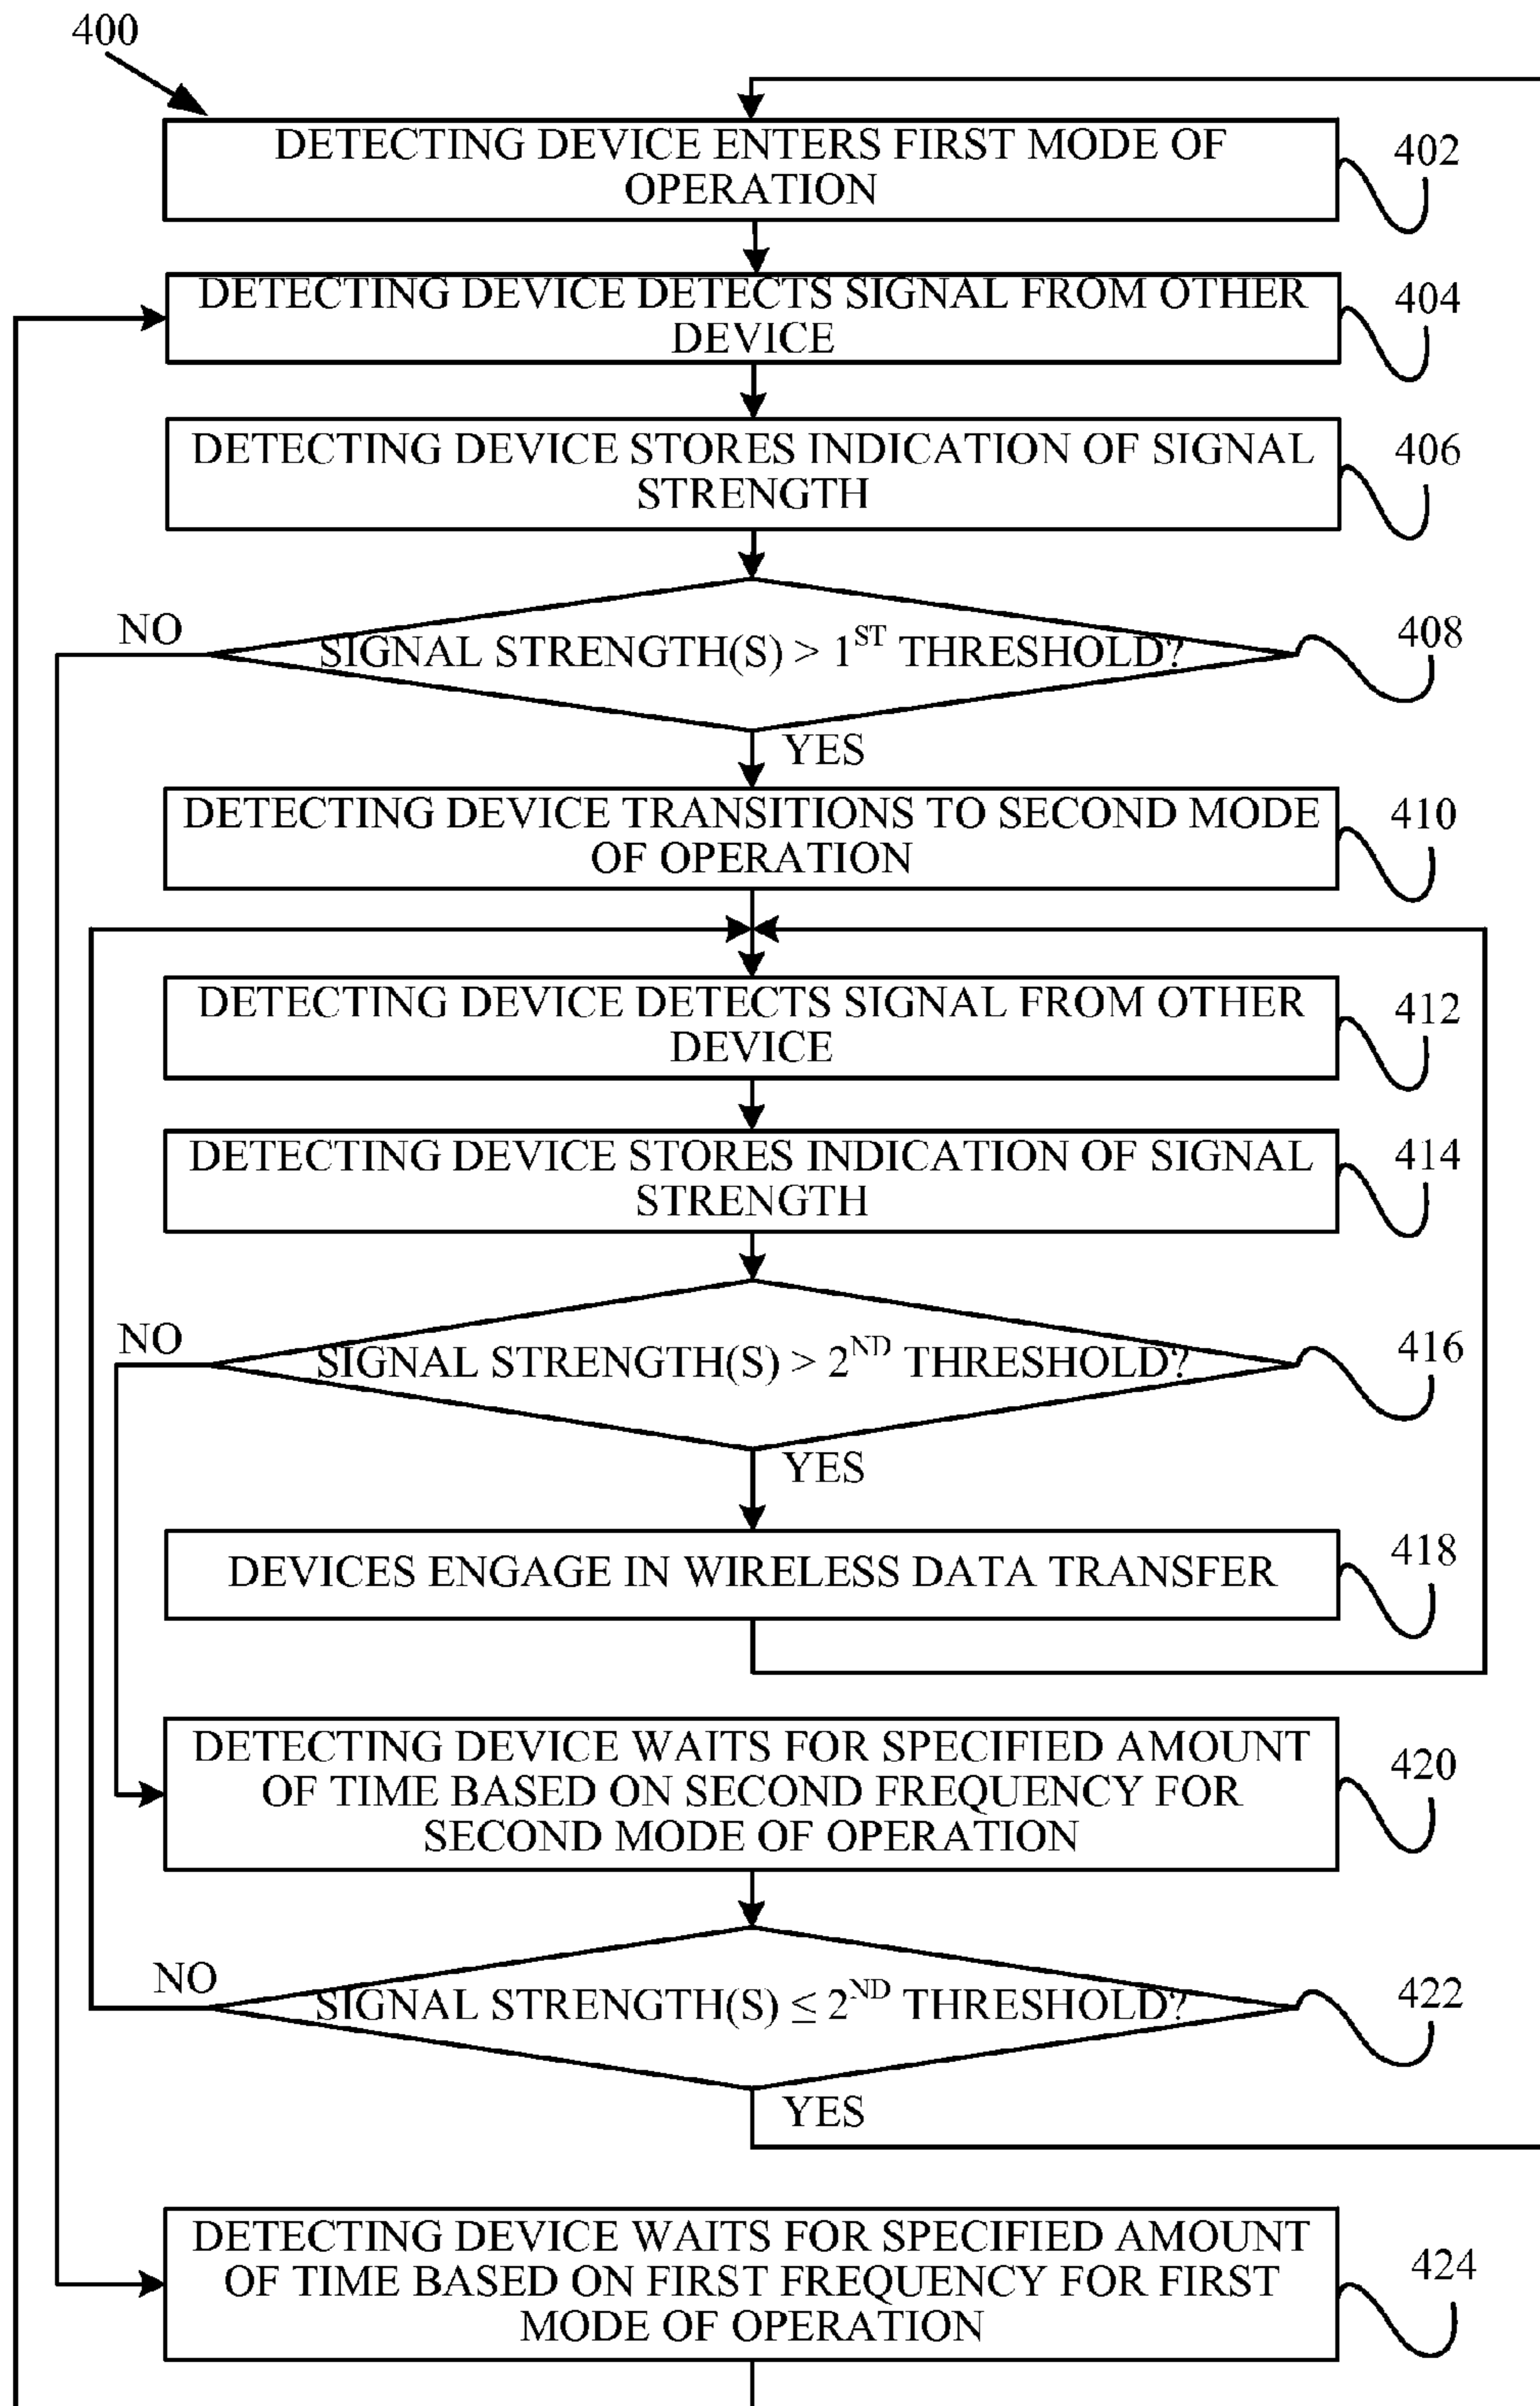 400
DETECTING DEVICE ENTERS FIRST MODE OF
OPERATION
402
DETECTING DEVICE DETECTS SIGNAL FROM OTHER
DEVICE
404
DETECTING DEVICE STORES INDICATION OF SIGNAL
STRENGTH
406
NO
SIGNAL STRENGTH(S) > 1ST THRESHOLD?
408
YES
DETECTING DEVICE TRANSITIONS TO SECOND MODE
OF OPERATION
410
DETECTING DEVICE DETECTS SIGNAL FROM OTHER
DEVICE
412
DETECTING DEVICE STORES INDICATION OF SIGNAL
STRENGTH
414
NO
SIGNAL STRENGTH(S) > 2ND THRESHOLD?
416
YES
DEVICES ENGAGE IN WIRELESS DATA TRANSFER
418
DETECTING DEVICE WAITS FOR SPECIFIED AMOUNT
OF TIME BASED ON SECOND FREQUENCY FOR
SECOND MODE OF OPERATION
420
NO
SIGNAL STRENGTH(S) ≤ 2ND THRESHOLD?
422
YES
DETECTING DEVICE WAITS FOR SPECIFIED AMOUNT
OF TIME BASED ON FIRST FREQUENCY FOR FIRST
MODE OF OPERATION
424